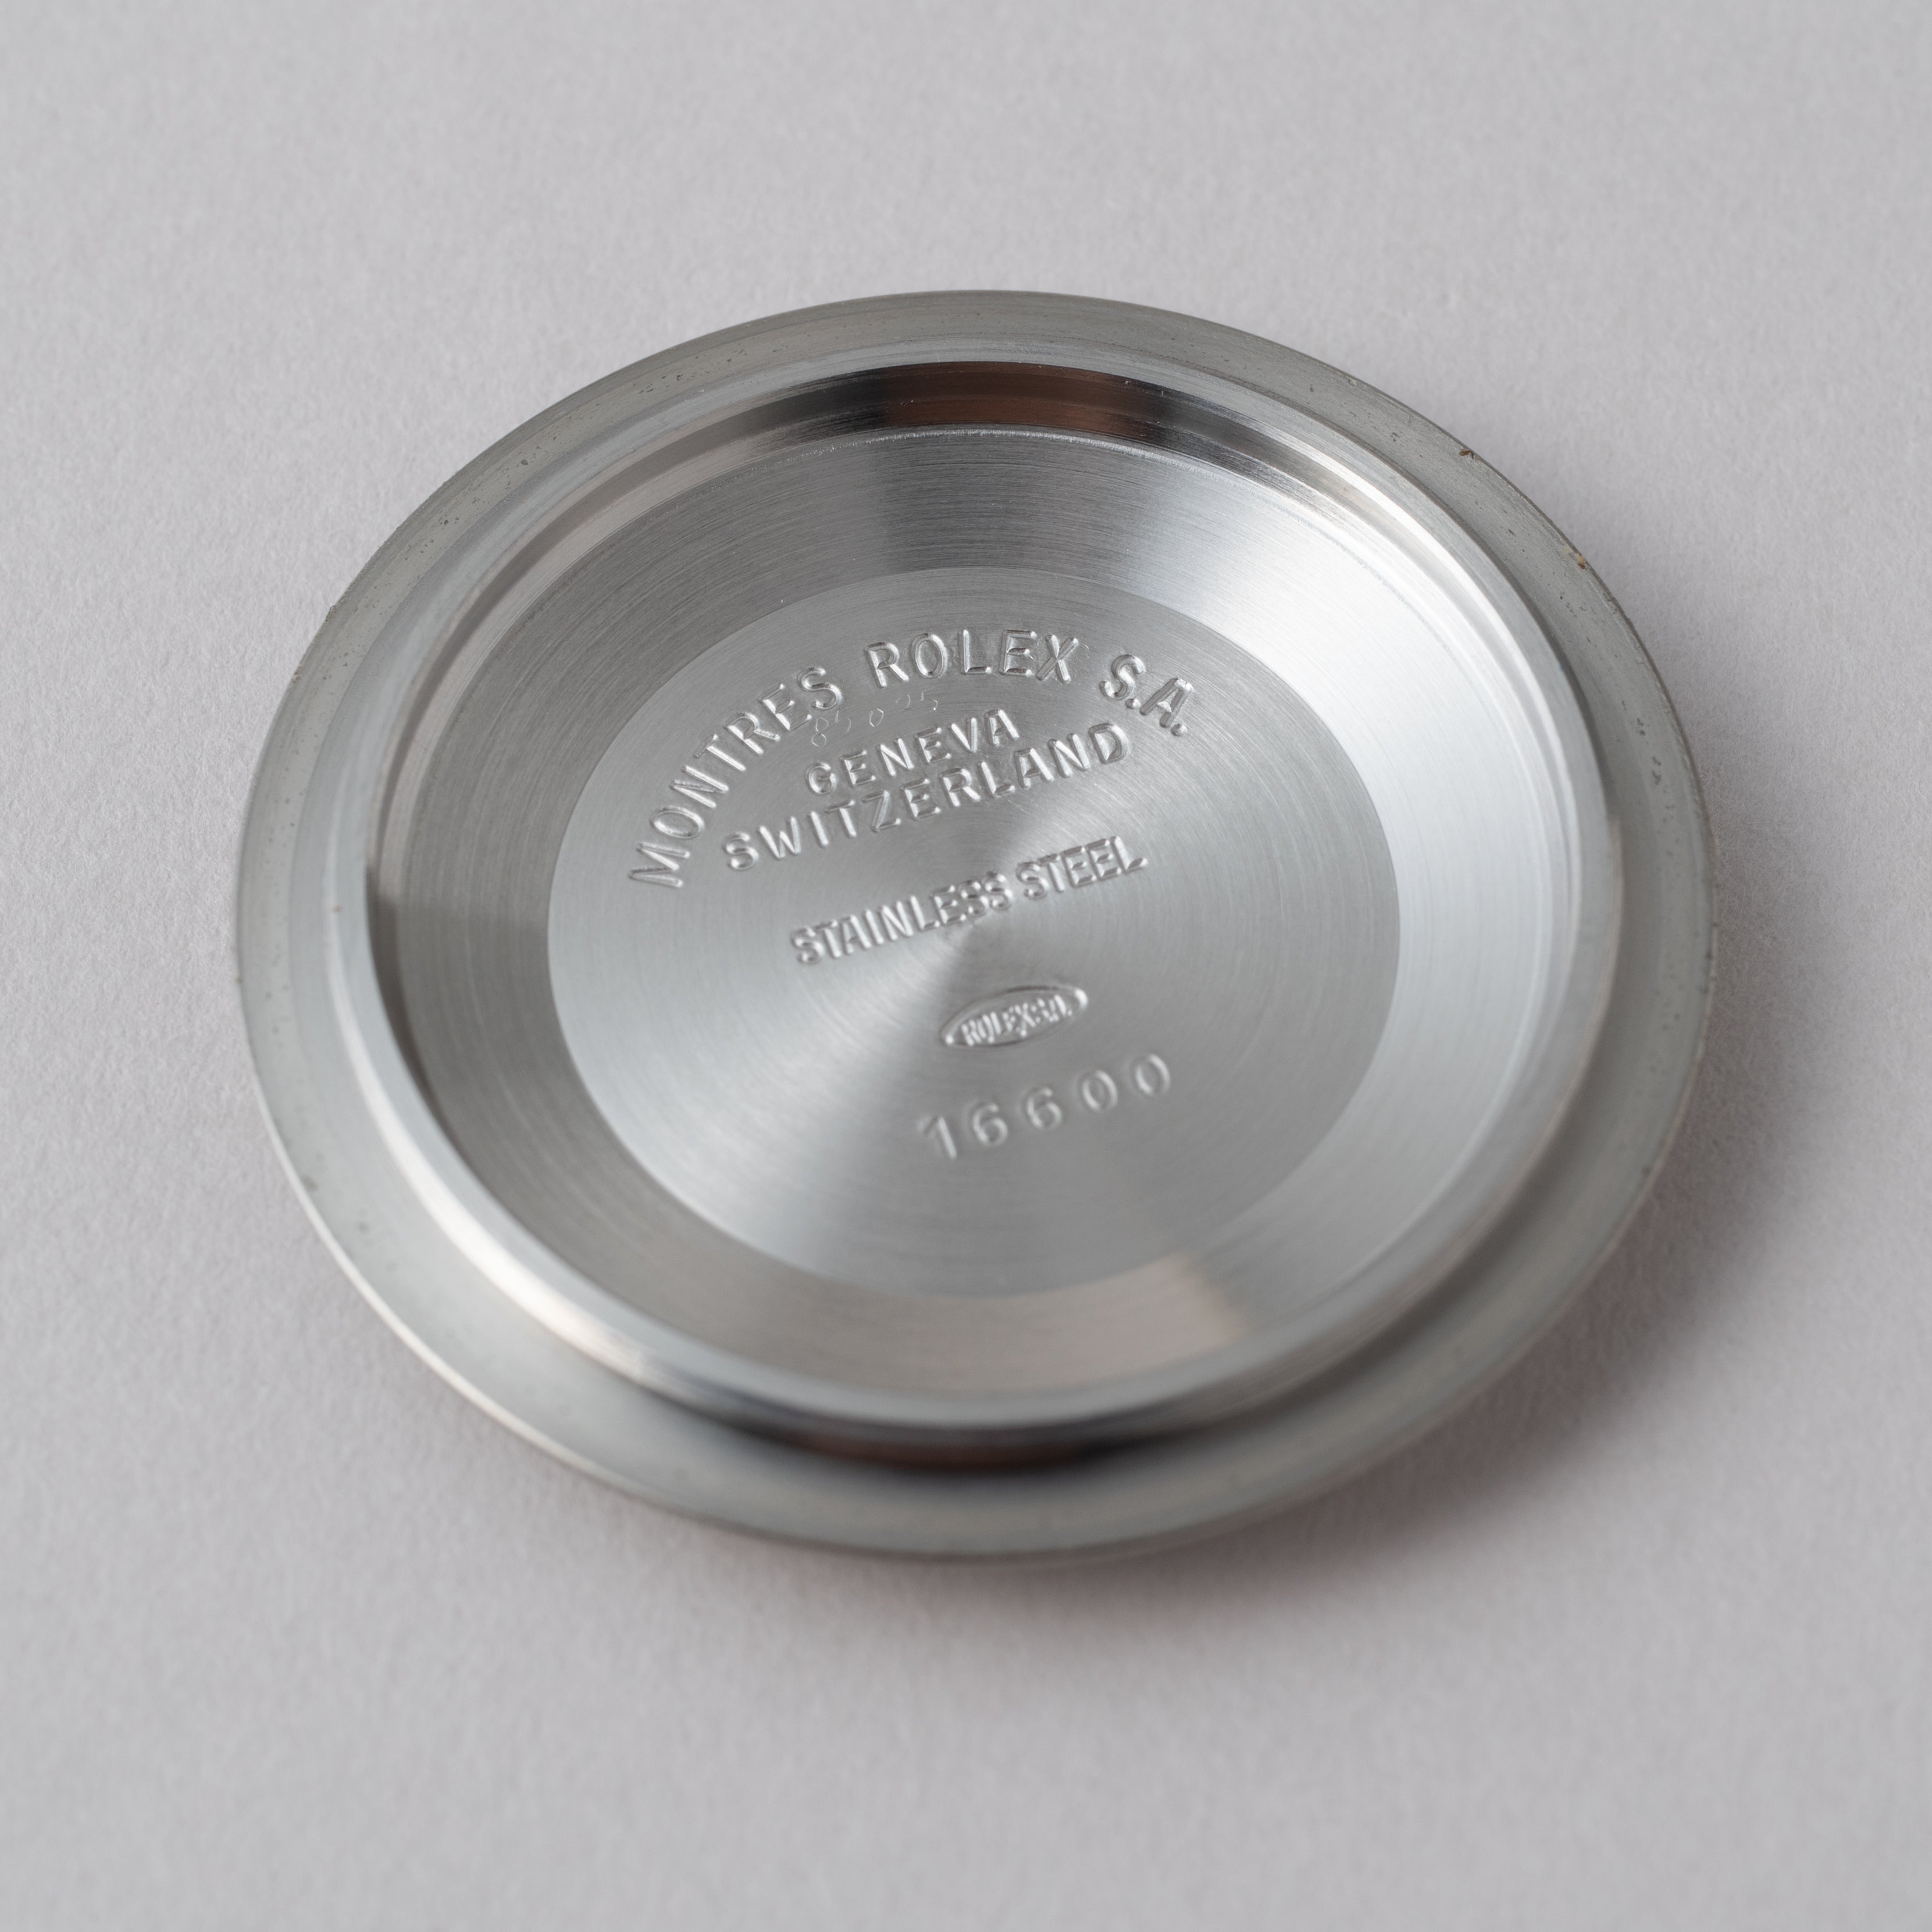 MONTRES ROLEX S.A.
GENEVA
SWITZERLAND
STAINLESS STEEL
ROLEX S.A.
16600